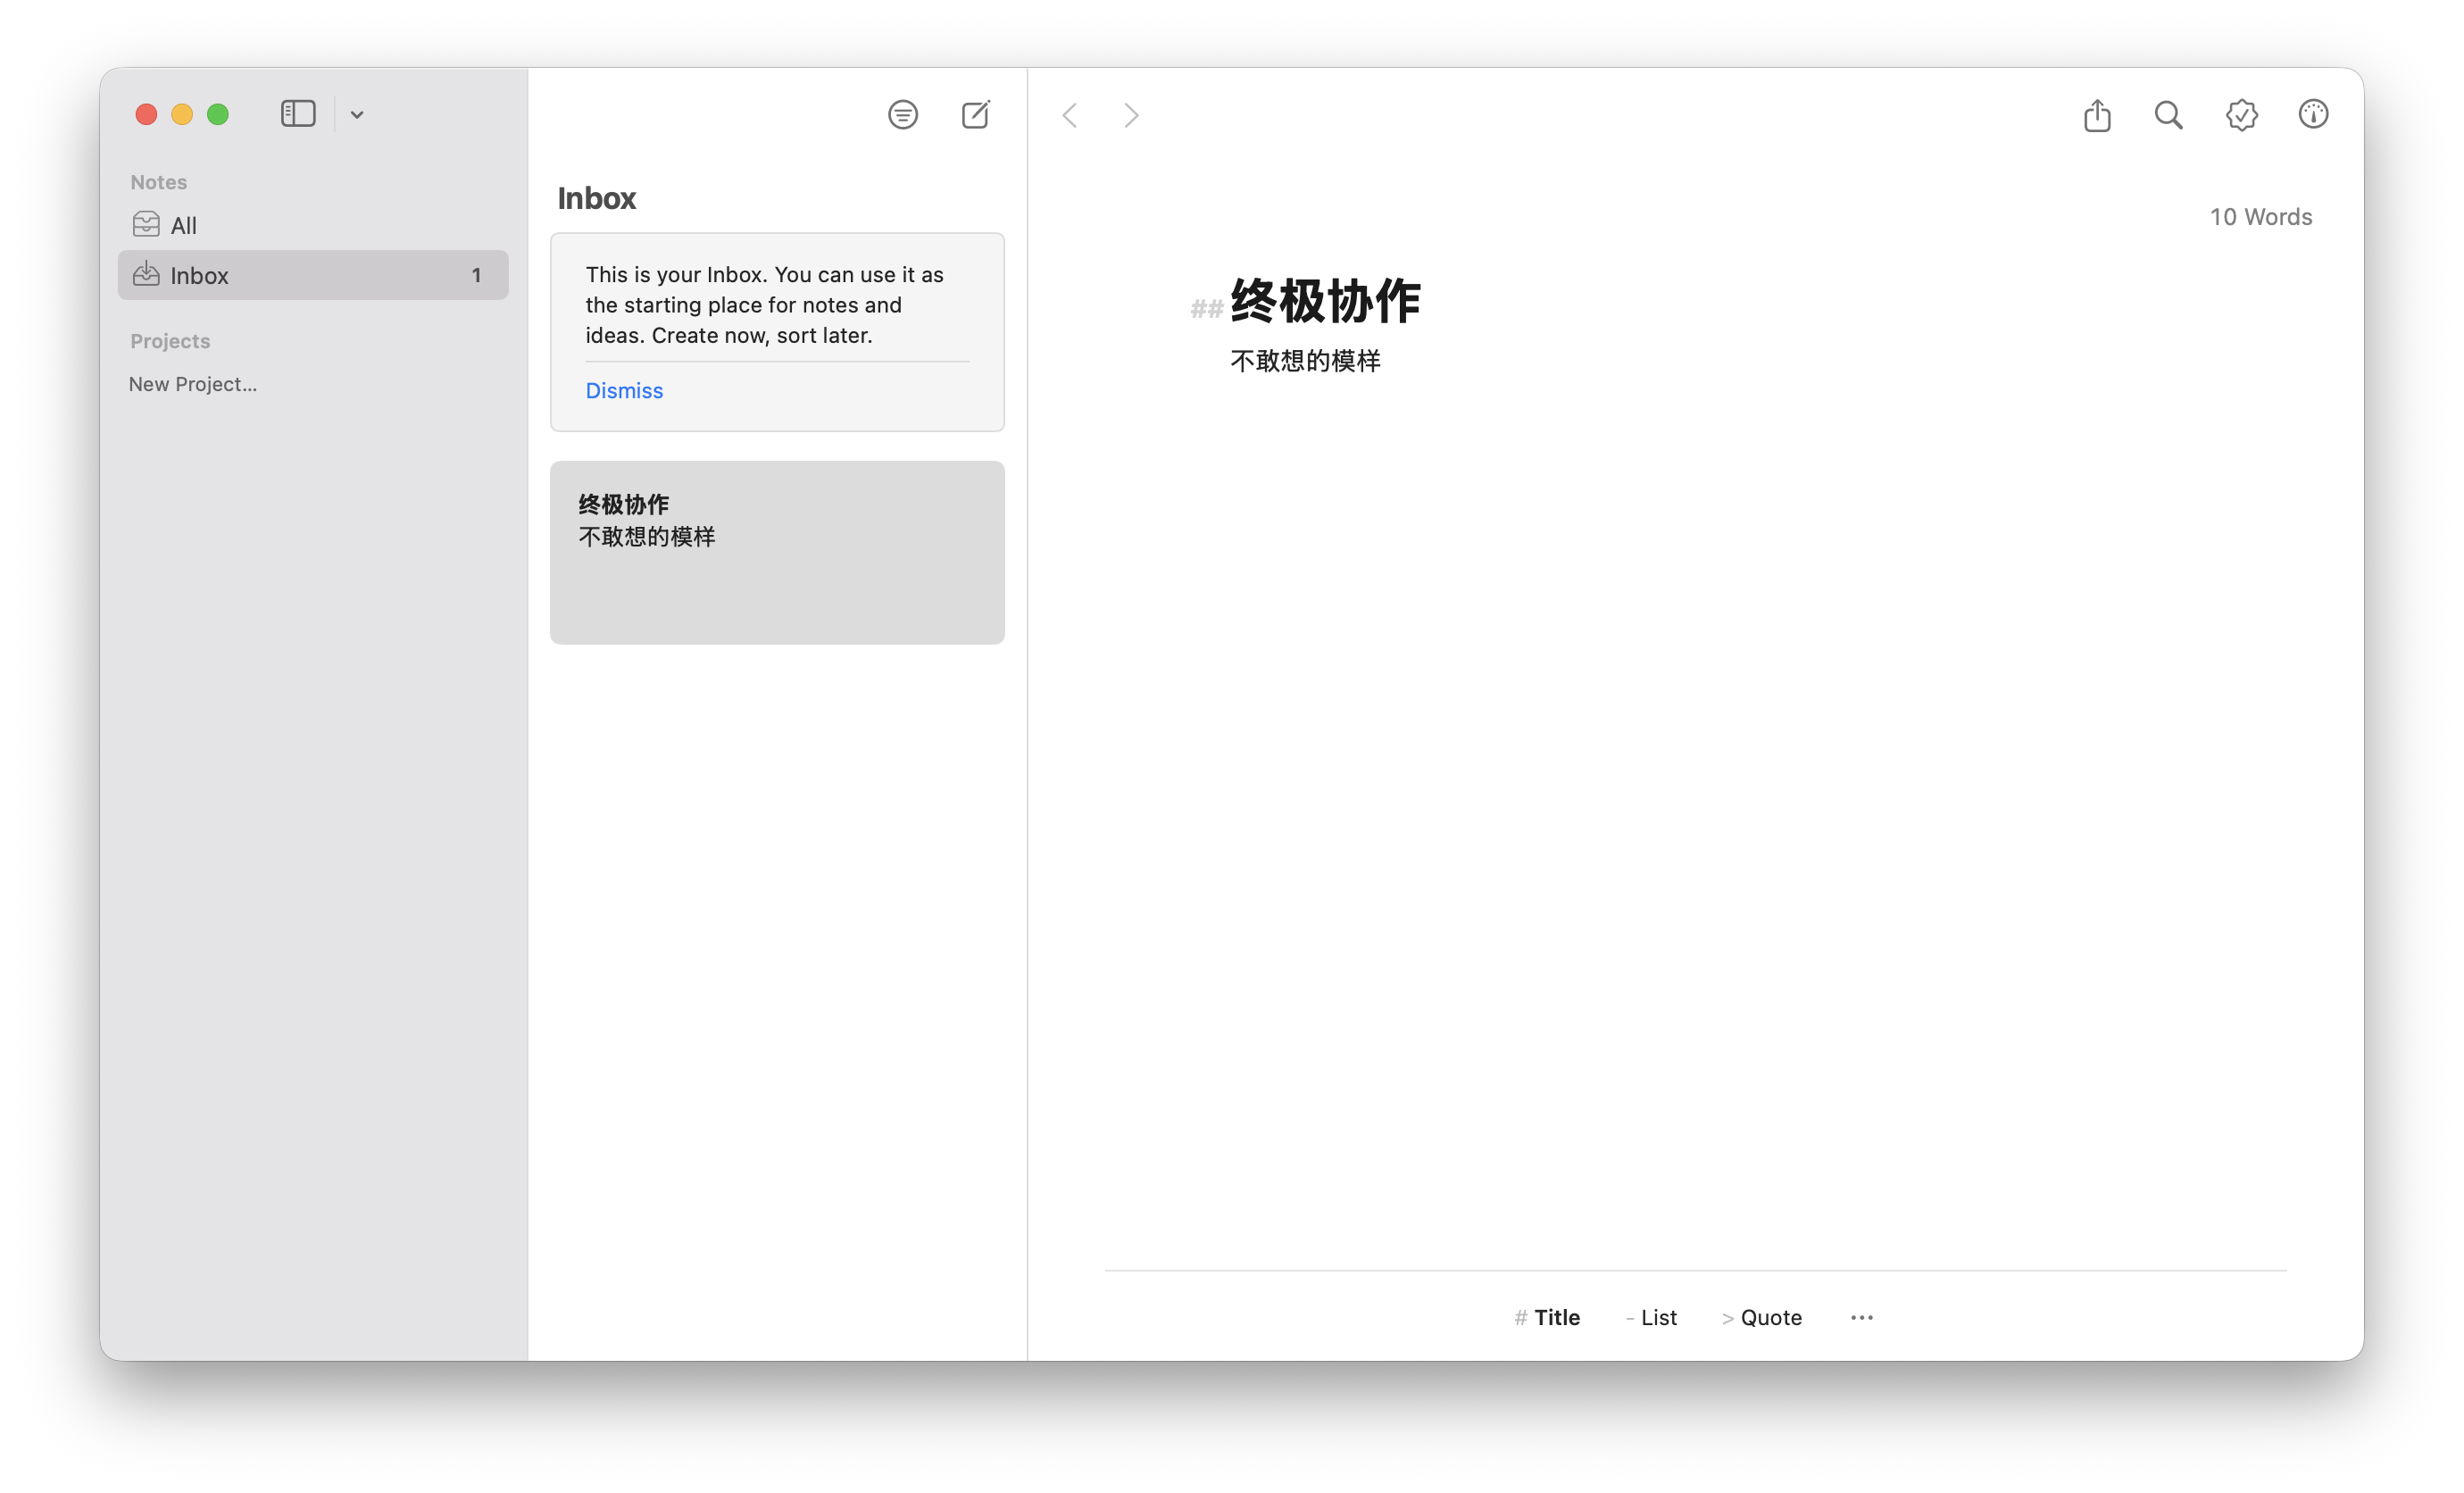 Notes
All
Inbox 1
Projects
New Project...
Inbox
This is your Inbox. You can use it as
the starting place for notes and
ideas. Create now, sort later.
Dismiss
终极协作
不敢想的模样
10 Words
## 终极协作
不敢想的模样
# Title - List > Quote ...